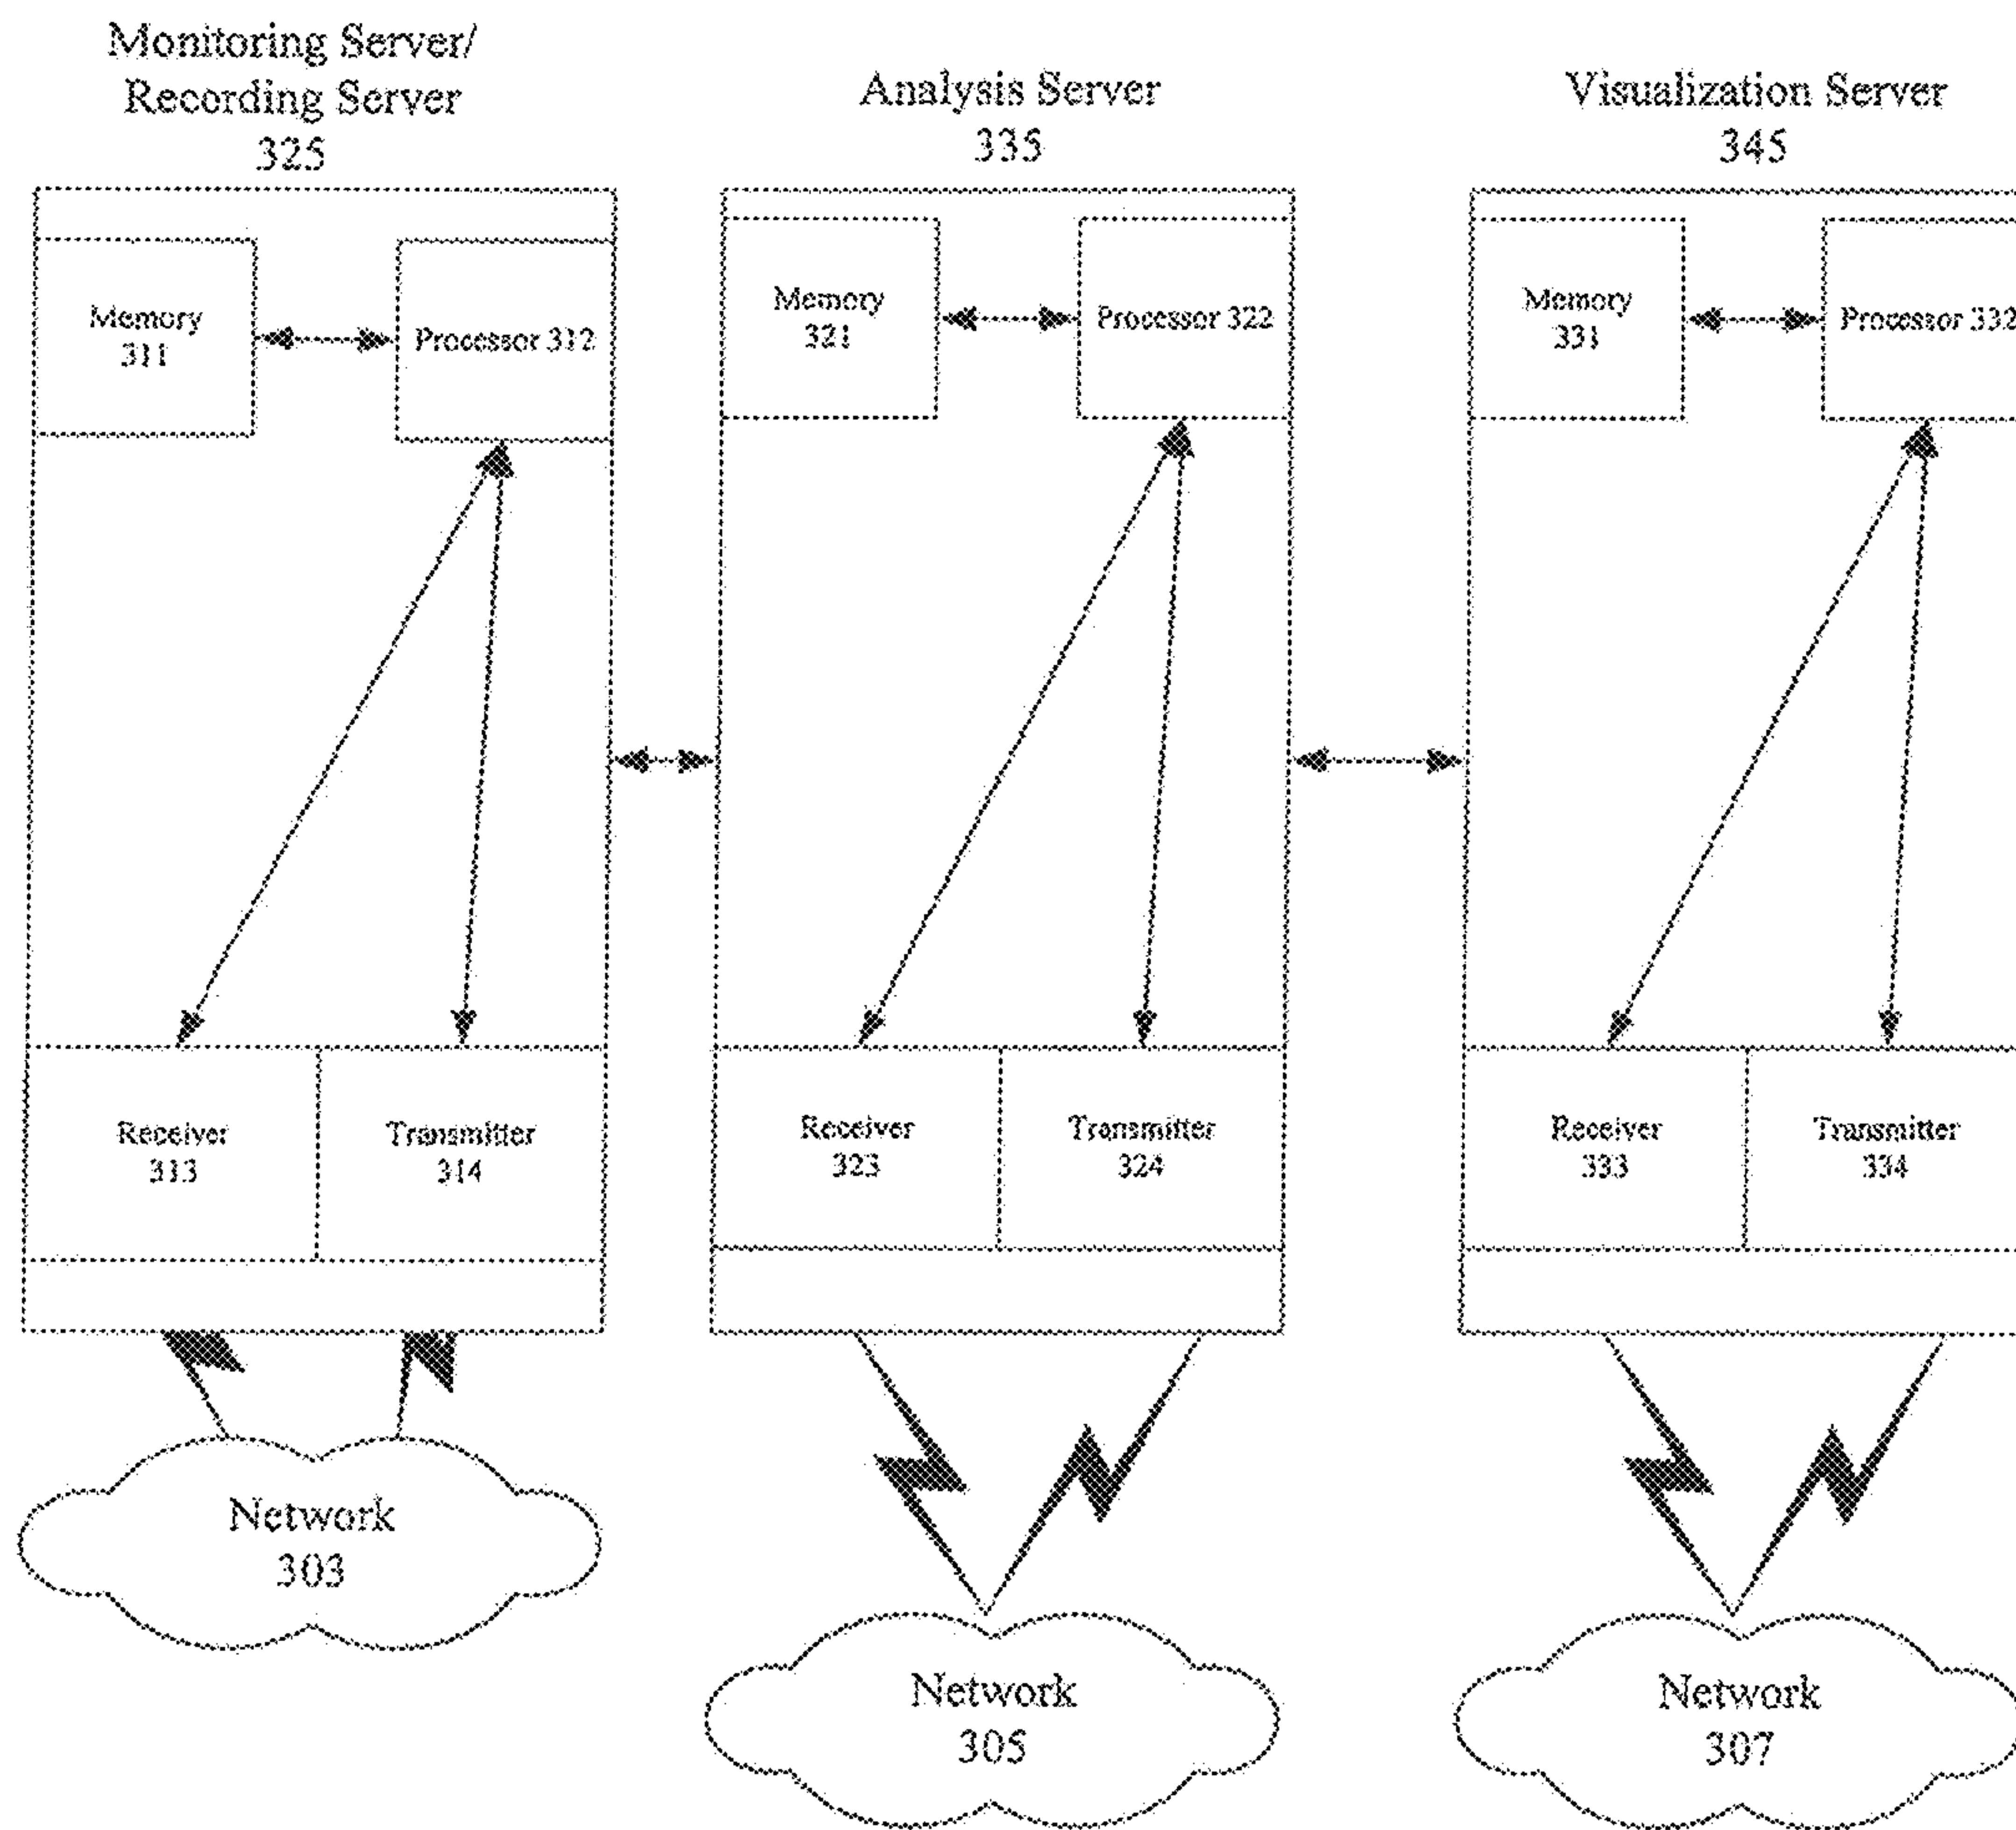 Monitoring Server/
Recording Server
325
Analysis Server
335
Visualization Server
345
Memory
311
Processor 312
Memory
321
Processor 322
Memory
331
Processor 332
Receiver
313
Transmitter
314
Receiver
323
Transmitter
324
Receiver
333
Transmitter
334
Network
303
Network
305
Network
307